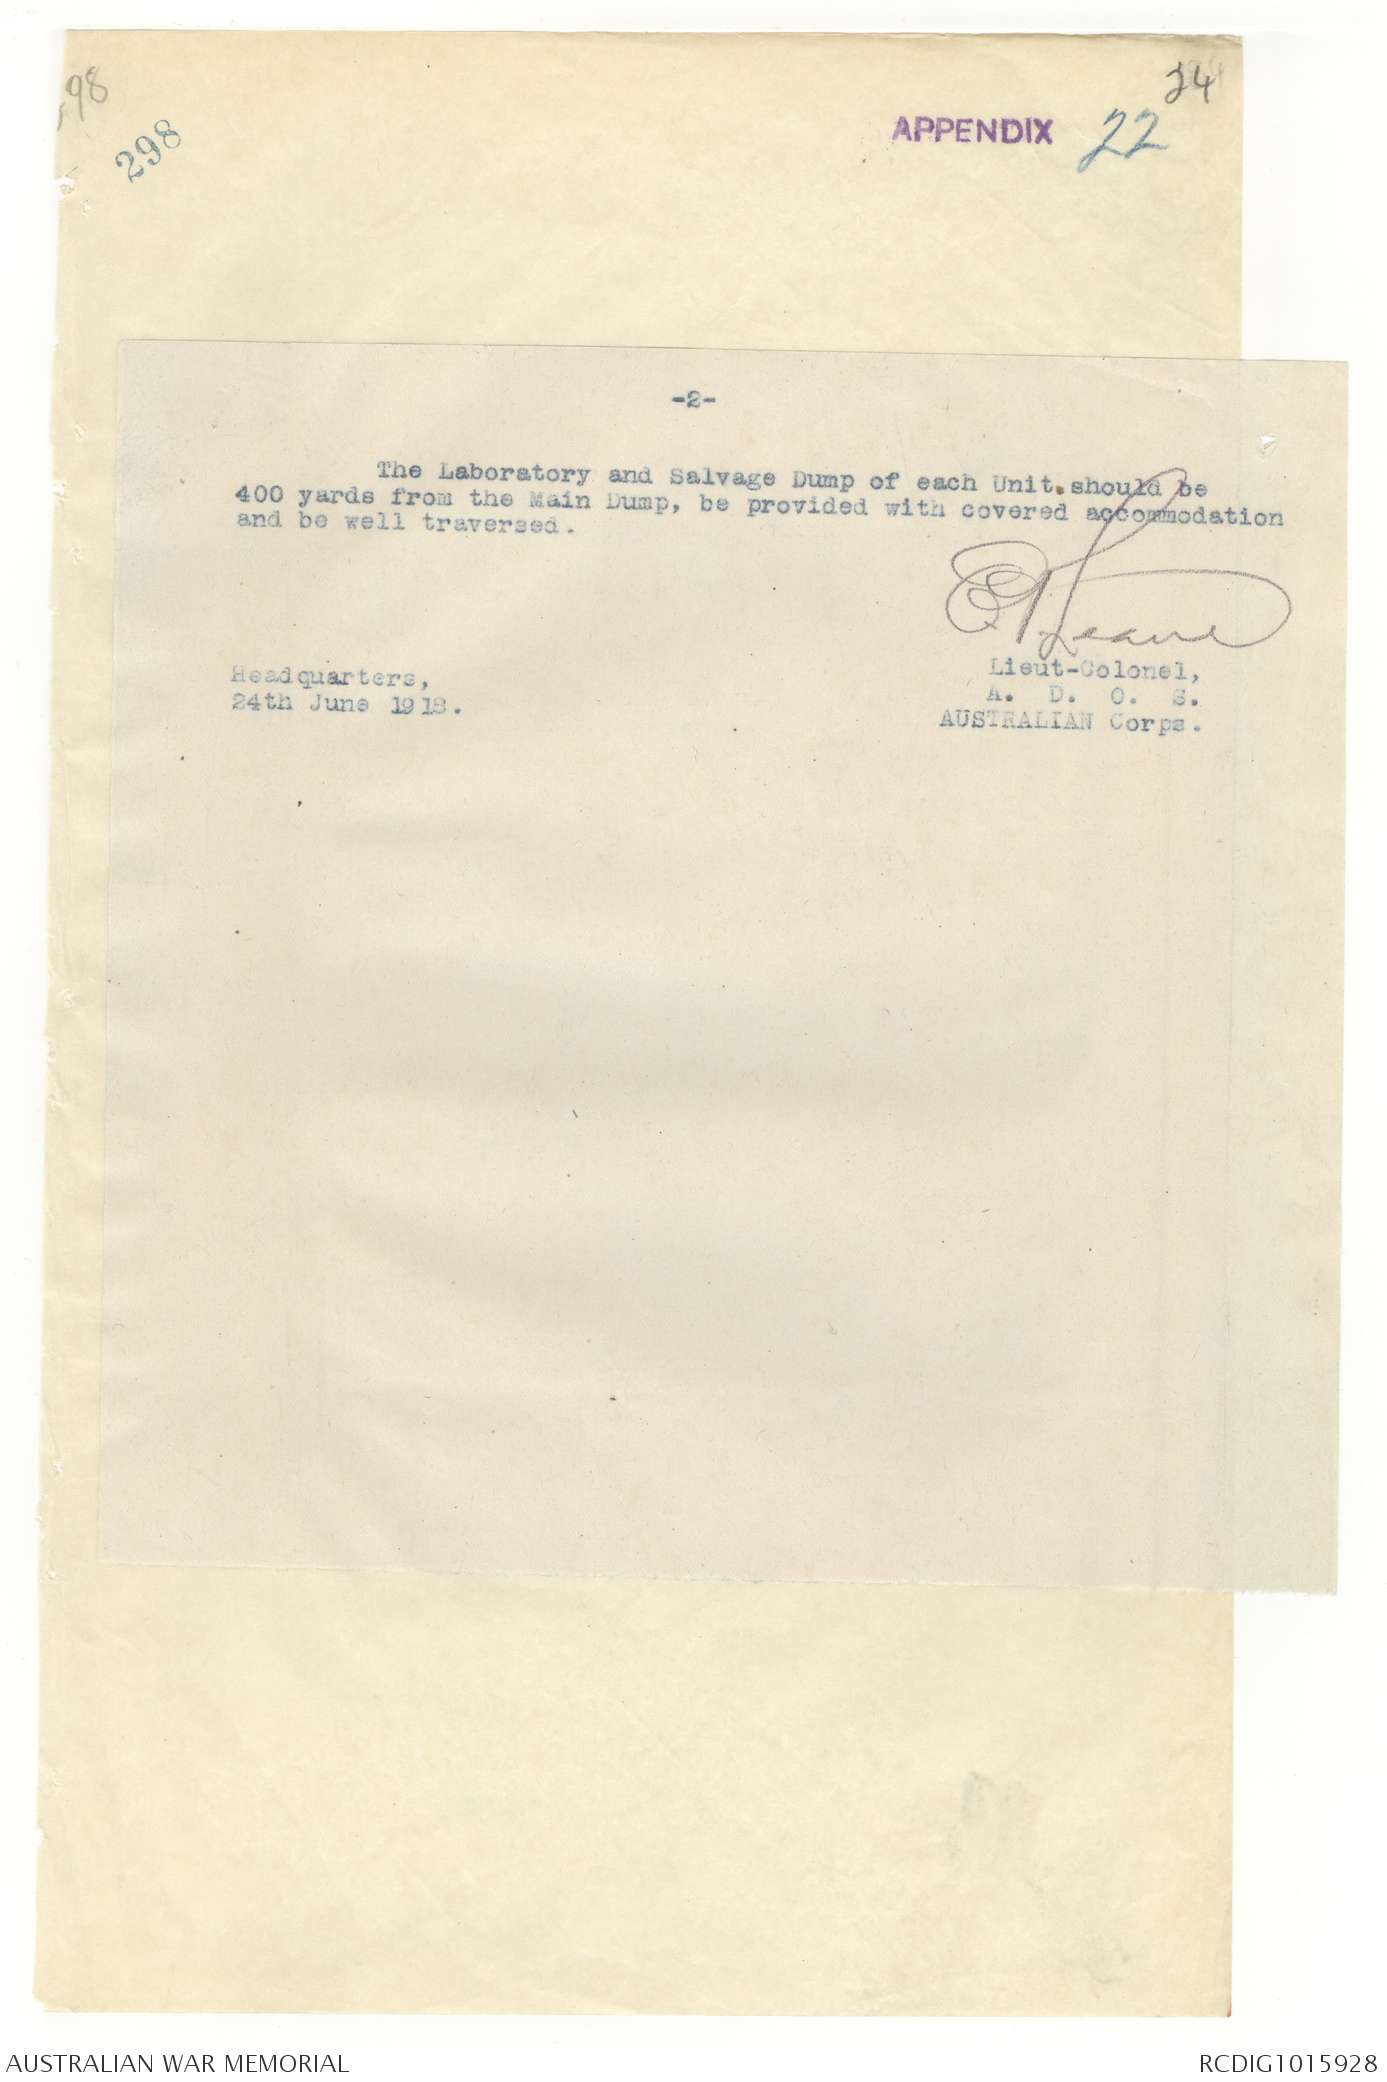 98
298
24
APPENDIX 22
-2-
The Laboratory and Salvage Dump of each Unit.should be
400 yards from the Main Dump, be provided with covered accommodation
and be well traversed.
Headquarters,
24th June 1918.
Lieut-Colonel,
A. D. O. S.
AUSTRALIAN Corps.
AUSTRALIAN WAR MEMORIAL
RCDIG1015928